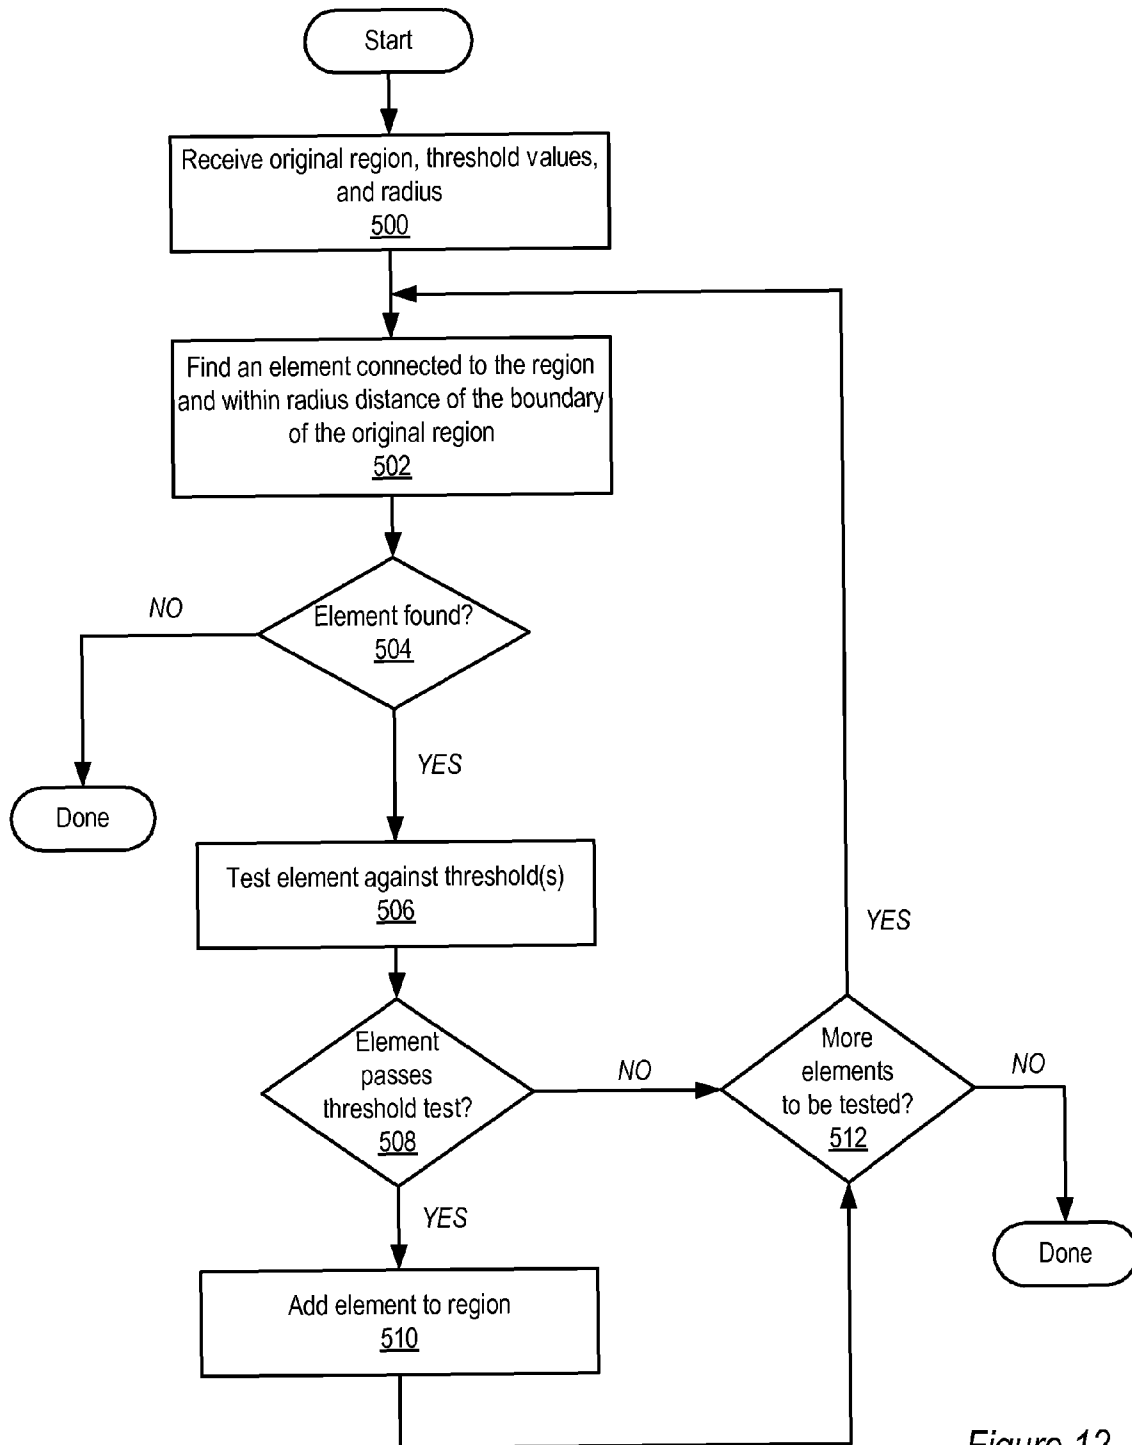 Start
Receive original region, threshold values,
and radius
500
Find an element connected to the region
and within radius distance of the boundary
of the original region
502
Element found?
504
NO
YES
Done
Test element against threshold(s)
506
Element
passes
threshold test?
508
NO
YES
More
elements
to be tested?
512
YES
NO
Done
Add element to region
510
Figure 12